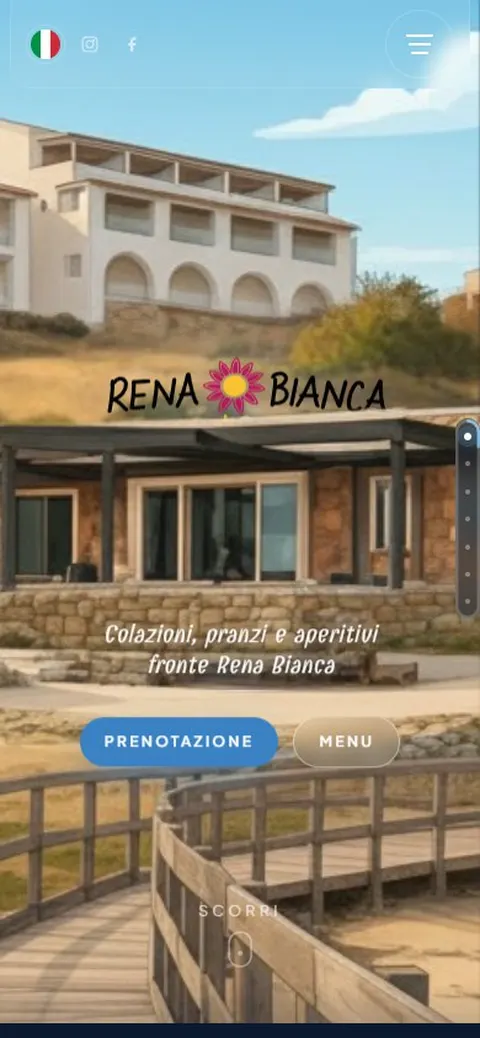 RENA BIANCA
Colazioni, pranzi e aperitivi
fronte Rena Bianca
PRENOTAZIONE
MENU
SCORRI